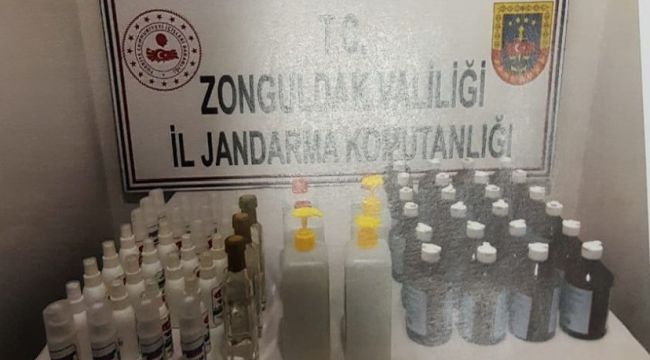 T.C.
ZONGULDAK VALİLİĞİ
İL JANDARMA KOMUTANLIĞI